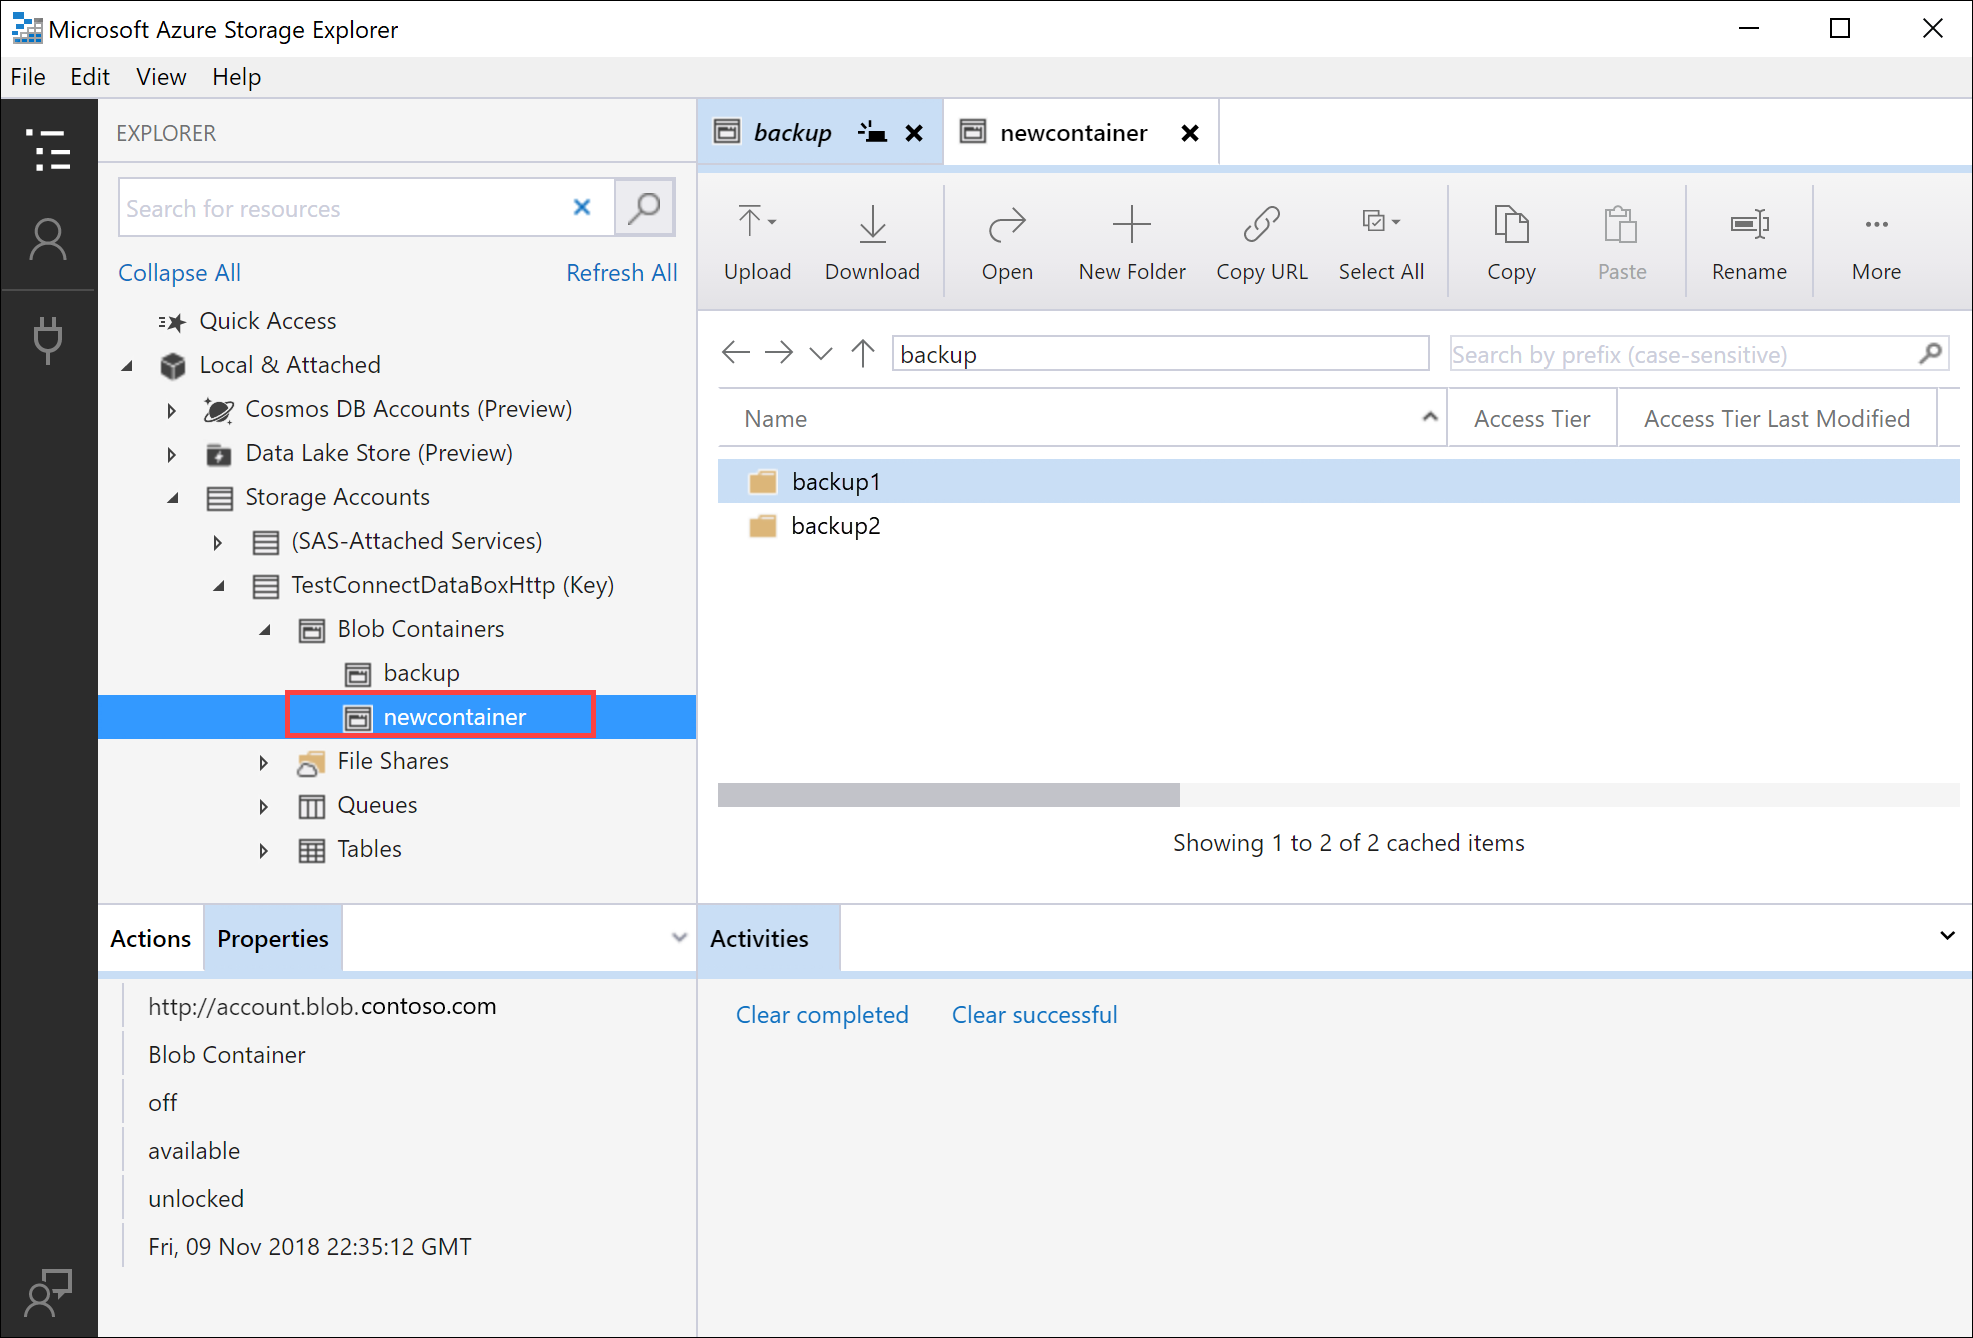 Microsoft Azure Storage Explorer
File Edit View Help
EXPLORER
Search for resources
Collapse All Refresh All
Quick Access
Local & Attached
Cosmos DB Accounts (Preview)
Data Lake Store (Preview)
Storage Accounts
(SAS-Attached Services)
TestConnectDataBoxHttp (Key)
Blob Containers
backup
newcontainer
File Shares
Queues
Tables
backup newcontainer
Upload Download Open New Folder Copy URL Select All Copy Paste Rename More
backup Search by prefix (case-sensitive)
Name Access Tier Access Tier Last Modified
backup1
backup2
Showing 1 to 2 of 2 cached items
Actions Properties
http://account.blob.contoso.com
Blob Container
off
available
unlocked
Fri, 09 Nov 2018 22:35:12 GMT
Activities
Clear completed Clear successful